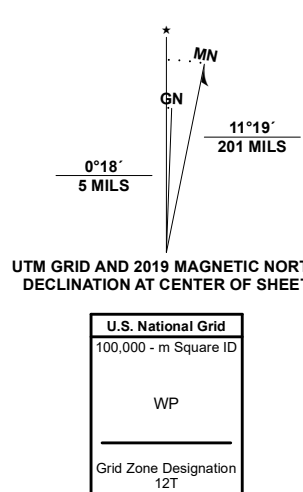 ★
MN
GN
11°19´
201 MILS
0°18´
5 MILS
UTM GRID AND 2019 MAGNETIC NORT
DECLINATION AT CENTER OF SHEET
U.S. National Grid
100,000 - m Square ID
WP
Grid Zone Designation
12T